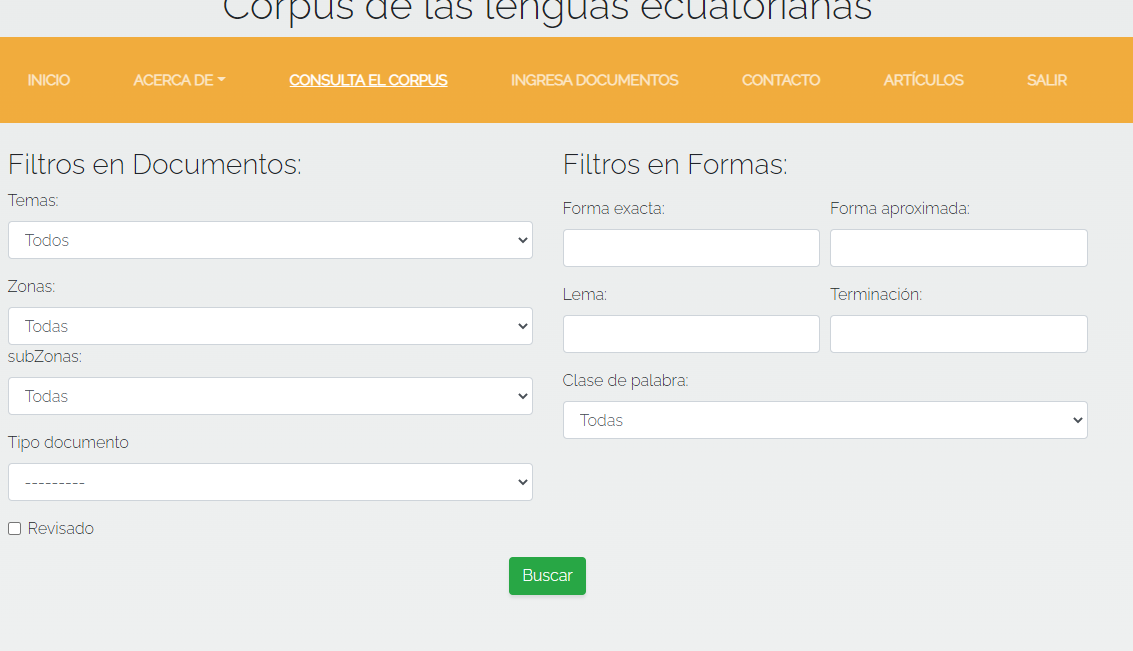 Corpus de las lenguas ecuatorianas
INICIO ACERCA DE CONSULTA EL CORPUS INGRESA DOCUMENTOS CONTACTO ARTÍCULOS SALIR
Filtros en Documentos:
Temas:
Todos
Zonas:
Todas
subZonas:
Todas
Tipo documento
---------
Revisado
Filtros en Formas:
Forma exacta: Forma aproximada:
Lema: Terminación:
Clase de palabra:
Todas
Buscar